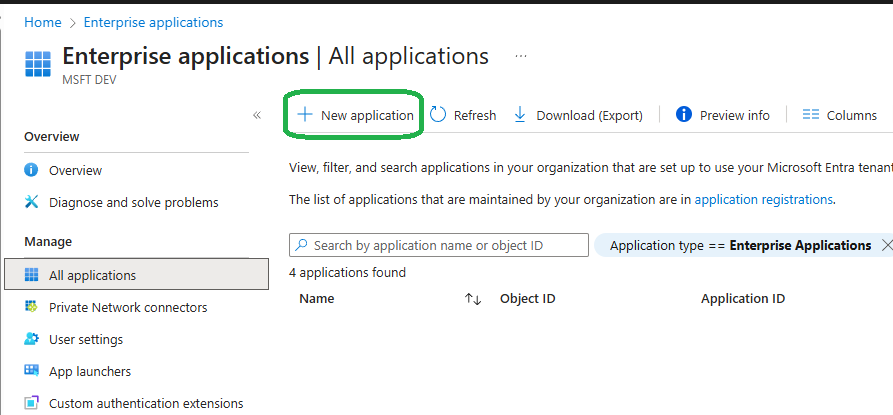 Home > Enterprise applications
Enterprise applications | All applications ...
MSFT DEV
«
Overview
Overview
Diagnose and solve problems
Manage
All applications
Private Network connectors
User settings
App launchers
Custom authentication extensions
+ New application Refresh Download (Export) Preview info Columns
View, filter, and search applications in your organization that are set up to use your Microsoft Entra tenant
The list of applications that are maintained by your organization are in application registrations.
Search by application name or object ID Application type == Enterprise Applications
4 applications found
Name Object ID Application ID